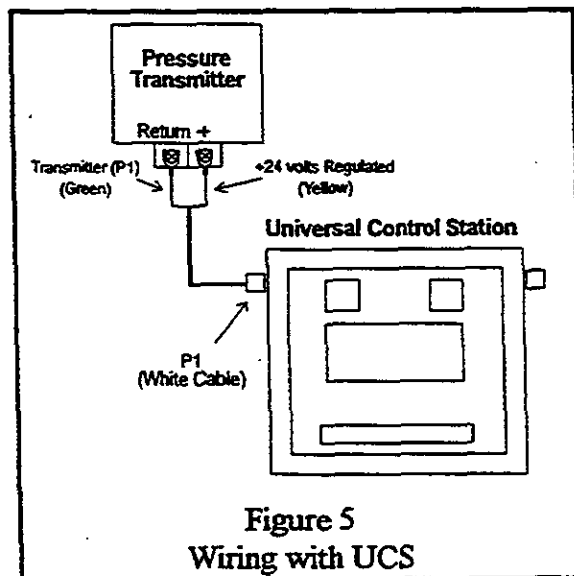 Pressure
Transmitter
Return +
Transmitter (P1)
(Green)
+24 volts Regulated
(Yellow)
Universal Control Station
P1
(White Cable)
Figure 5
Wiring with UCS